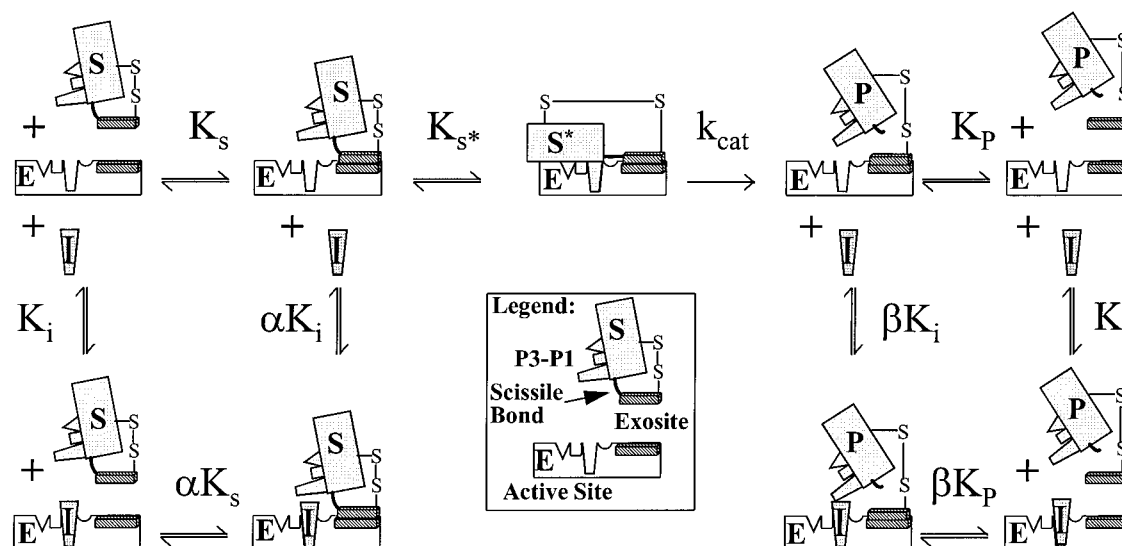 S
S
S
+
E
K_s
S
S
S
E
K_s*
S
S
S*
E
k_cat
P
S
S
E
K_P
+
P
S
E
+
I
K_i
+
I
αK_i
Legend:
S
S
S
P3-P1
Scissile
Bond
Exosite
E
Active Site
+
I
βK_i
+
I
K
S
S
S
+
E
I
αK_s
S
S
S
E
I
P
S
S
E
I
βK_P
+
P
S
E
I